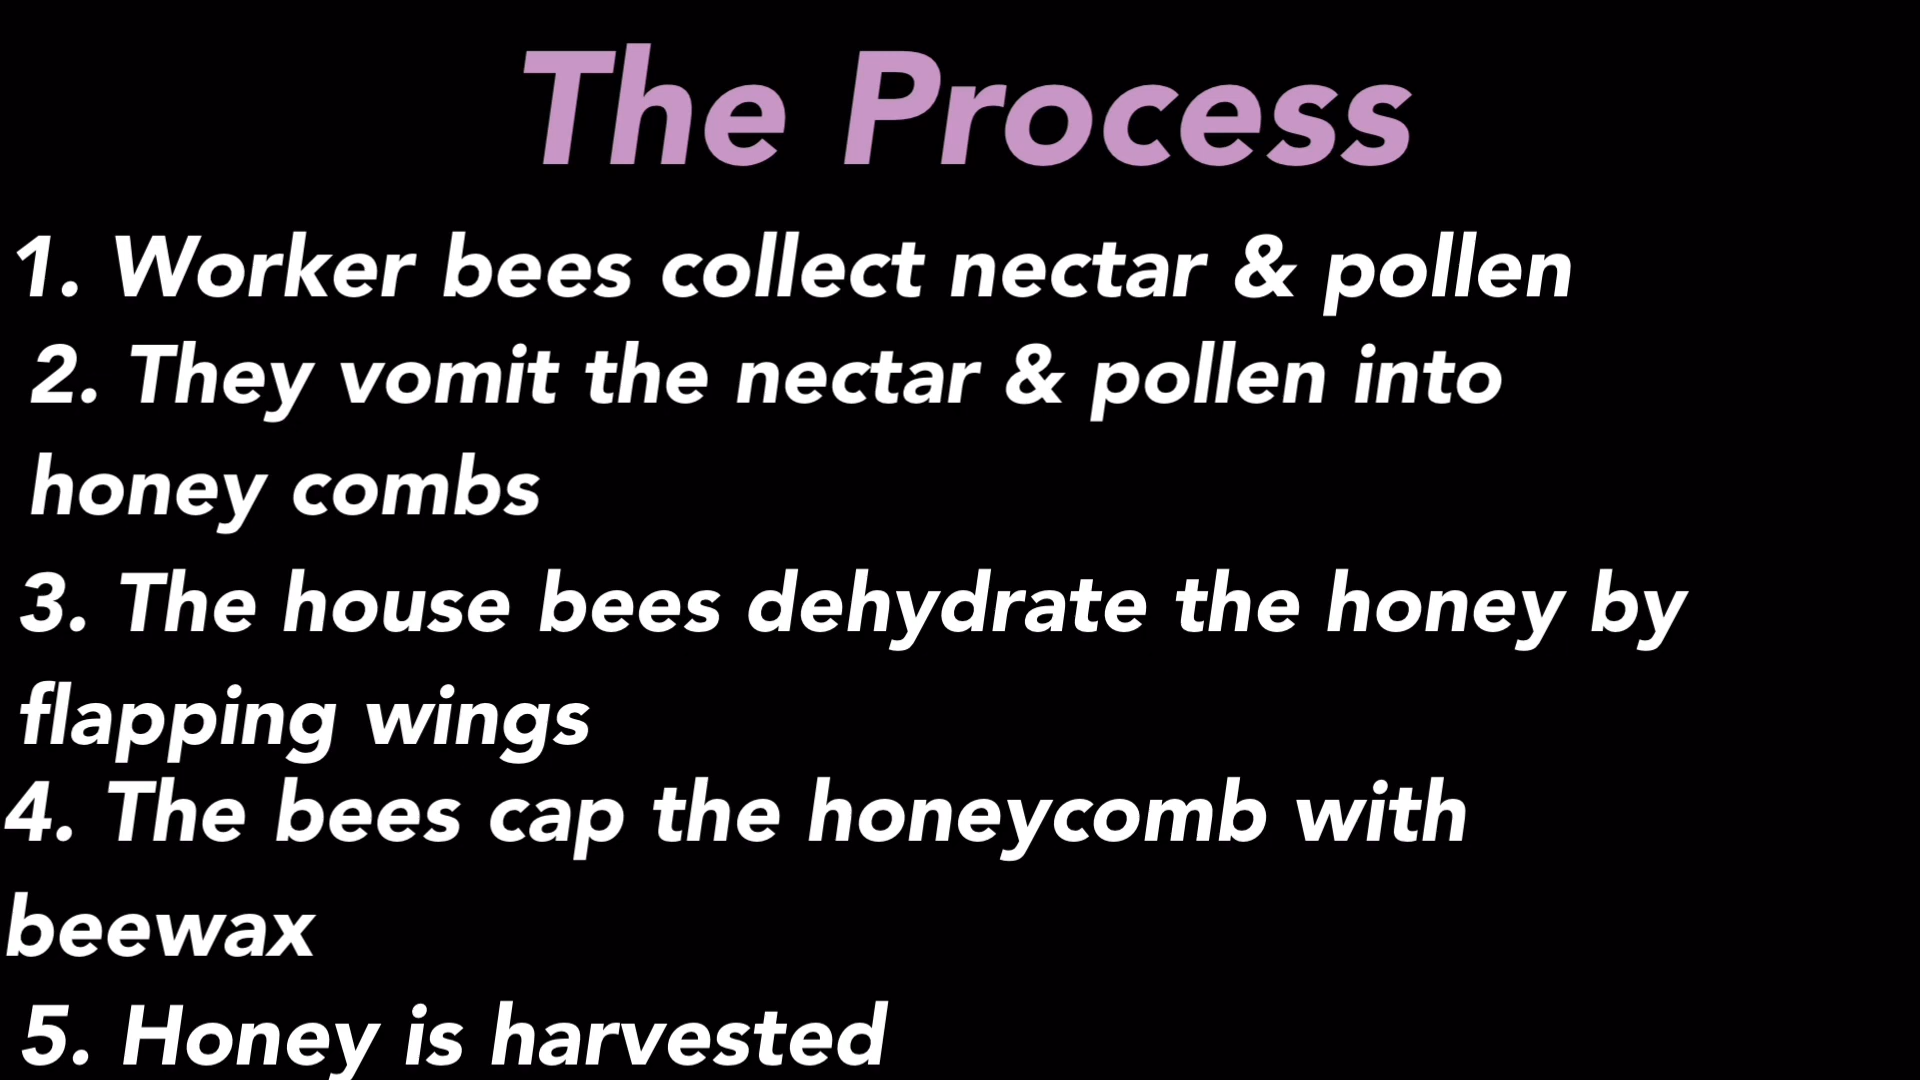 The Process
1. Worker bees collect nectar & pollen
2. They vomit the nectar & pollen into
honey combs
3. The house bees dehydrate the honey by
flapping wings
4. The bees cap the honeycomb with
beewax
5. Honey is harvested